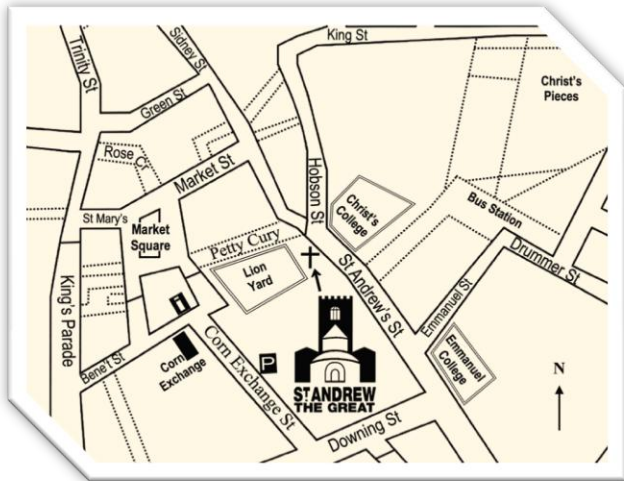 King St
Sidney St
Trinity St
Christ's
Pieces
Green St
Rose Cr
Market St
Hobson St
Christ's
College
St Mary's
Market
Square
Petty Cury
Bus Station
Lion
Yard
St Andrew's St
Drummer St
King's Parade
i
Emmanuel St
Bene't St
Corn
Exchange
Corn Exchange St
P
Emmanuel
College
N
ST ANDREW
THE GREAT
Downing St